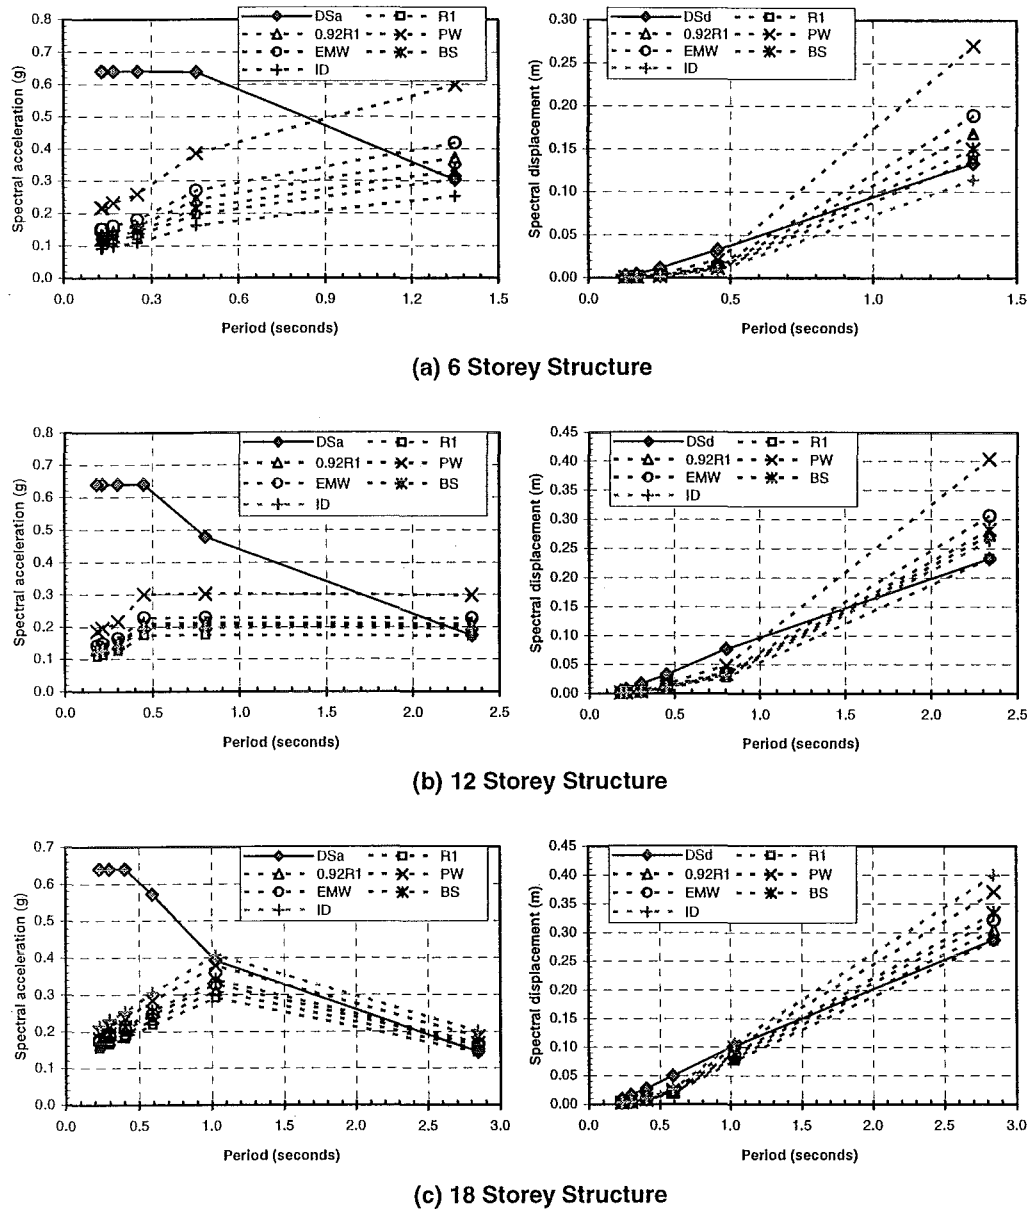 DSa R1
0.92R1 PW
EMW BS
ID
Spectral acceleration (g)
0.8
0.7
0.6
0.5
0.4
0.3
0.2
0.1
0.0
0.0 0.3 0.6 0.9 1.2 1.5
Period (seconds)
DSd R1
0.92R1 PW
EMW BS
ID
Spectral displacement (m)
0.30
0.25
0.20
0.15
0.10
0.05
0.00
0.0 0.5 1.0 1.5
Period (seconds)
(a) 6 Storey Structure
DSa R1
0.92R1 PW
EMW BS
ID
Spectral acceleration (g)
0.8
0.7
0.6
0.5
0.4
0.3
0.2
0.1
0.0
0.0 0.5 1.0 1.5 2.0 2.5
Period (seconds)
DSd R1
0.92R1 PW
EMW BS
ID
Spectral displacement (m)
0.45
0.40
0.35
0.30
0.25
0.20
0.15
0.10
0.05
0.00
0.0 0.5 1.0 1.5 2.0 2.5
Period (seconds)
(b) 12 Storey Structure
DSa R1
0.92R1 PW
EMW BS
ID
Spectral acceleration (g)
0.7
0.6
0.5
0.4
0.3
0.2
0.1
0.0
0.0 0.5 1.0 1.5 2.0 2.5 3.0
Period (seconds)
DSd R1
0.92R1 PW
EMW BS
ID
Spectral displacement (m)
0.45
0.40
0.35
0.30
0.25
0.20
0.15
0.10
0.05
0.00
0.0 0.5 1.0 1.5 2.0 2.5 3.0
Period (seconds)
(c) 18 Storey Structure